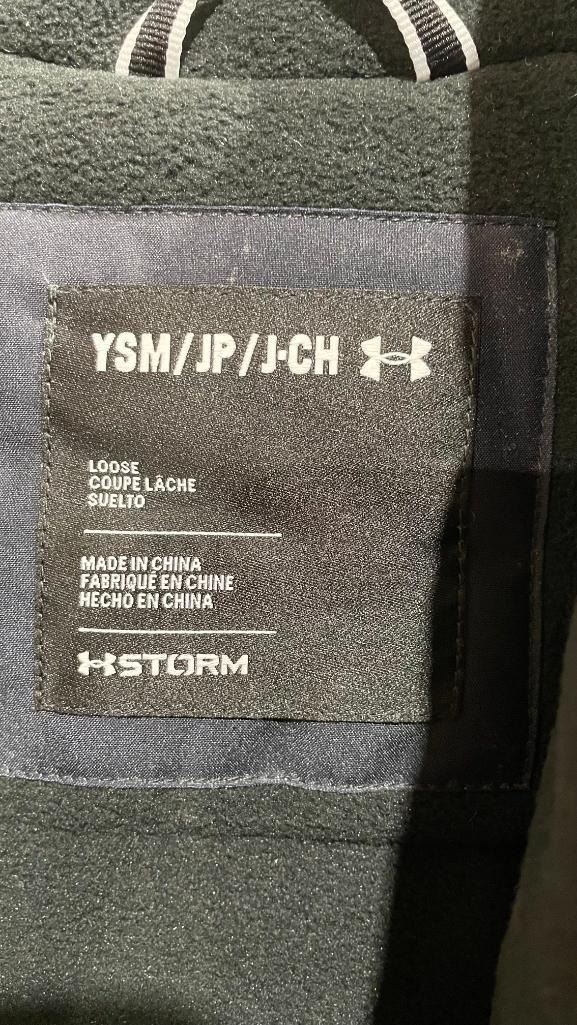 YSM/JP/J·CH
LOOSE
COUPE LÂCHE
SUELTO
MADE IN CHINA
FABRIQUÉ EN CHINE
HECHO EN CHINA
STORM